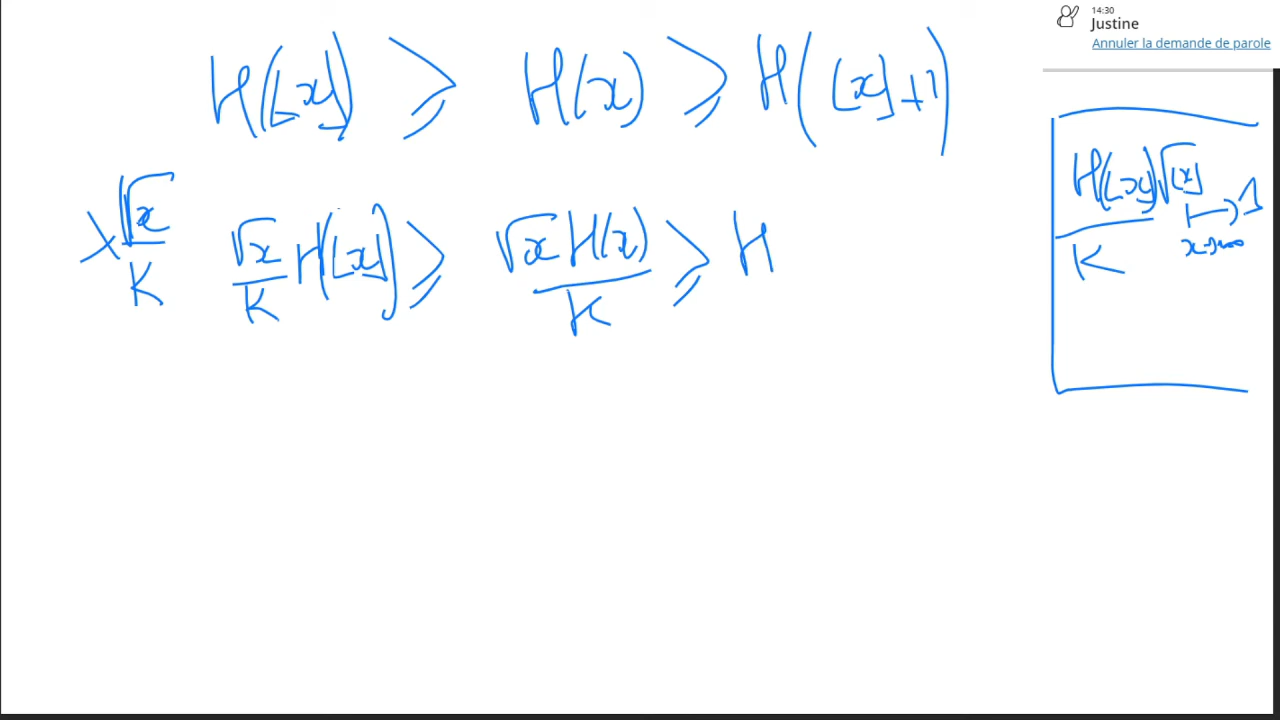 H(⌊x⌋) ⩾ H(x) ⩾ H(⌊x⌋+1)
× √x/K   √x/K H(⌊x⌋) ⩾ √x H(x)/K ⩾ H
14:30
Justine
Annuler la demande de parole
H(⌊x⌋)√⌊x⌋/K ⟼ 1
x→+∞